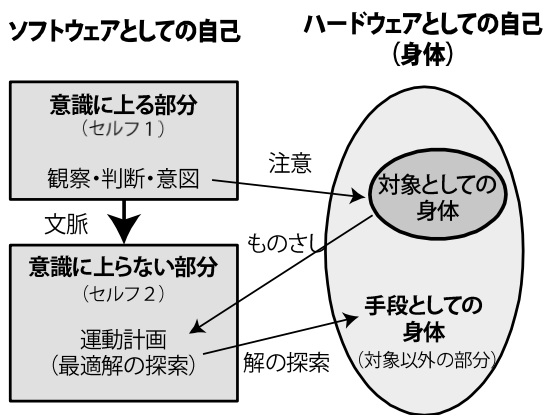 ソフトウェアとしての自己
ハードウェアとしての自己
（身体）
意識に上る部分
（セルフ１）
観察・判断・意図
注意
対象としての
身体
文脈
ものさし
意識に上らない部分
（セルフ２）
運動計画
（最適解の探索）
解の探索
手段としての
身体
（対象以外の部分）